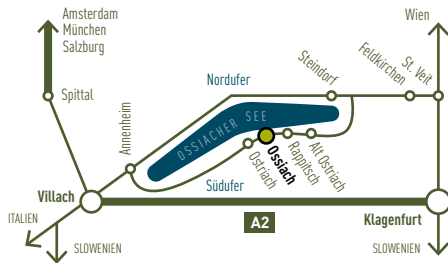 Amsterdam
München
Salzburg
Wien
Spittal
Nordufer
Steindorf
Feldkirchen
St. Veit
Annenheim
OSSIACHER SEE
Ostriach
Ossiach
Rappitsch
Alt Ostriach
Südufer
Villach
A2
Klagenfurt
ITALIEN
SLOWENIEN
SLOWENIEN